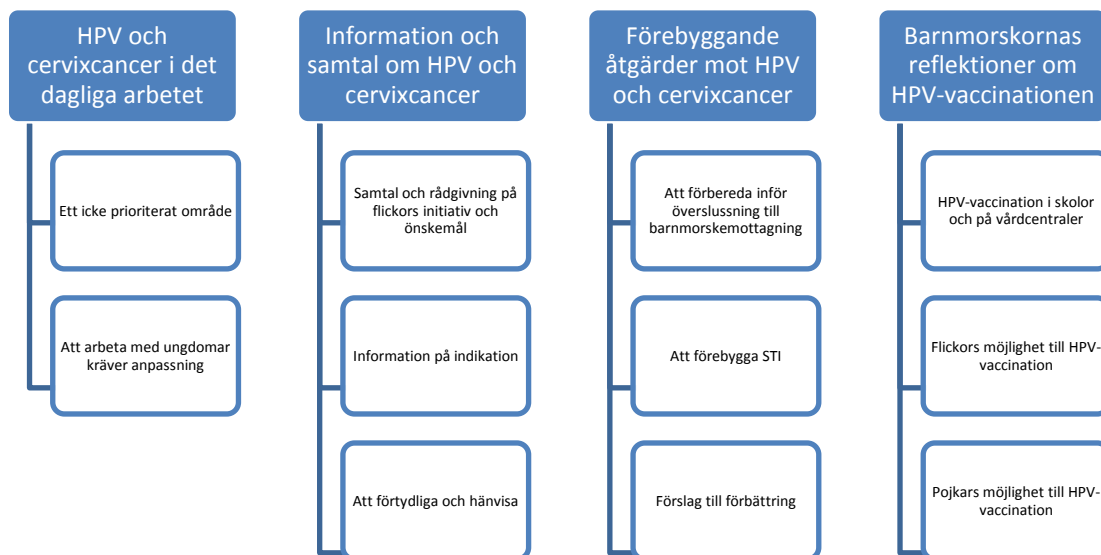 HPV och
cervixcancer i det
dagliga arbetet
Ett icke prioriterat område
Att arbeta med ungdomar
kräver anpassning
Information och
samtal om HPV och
cervixcancer
Samtal och rådgivning på
flickors initiativ och
önskemål
Information på indikation
Att förtydliga och hänvisa
Förebyggande
åtgärder mot HPV
och cervixcancer
Att förbereda inför
överslussning till
barnmorskemottagning
Att förebygga STI
Förslag till förbättring
Barnmorskornas
reflektioner om
HPV-vaccinationen
HPV-vaccination i skolor
och på vårdcentraler
Flickors möjlighet till HPV-
vaccination
Pojkars möjlighet till HPV-
vaccination